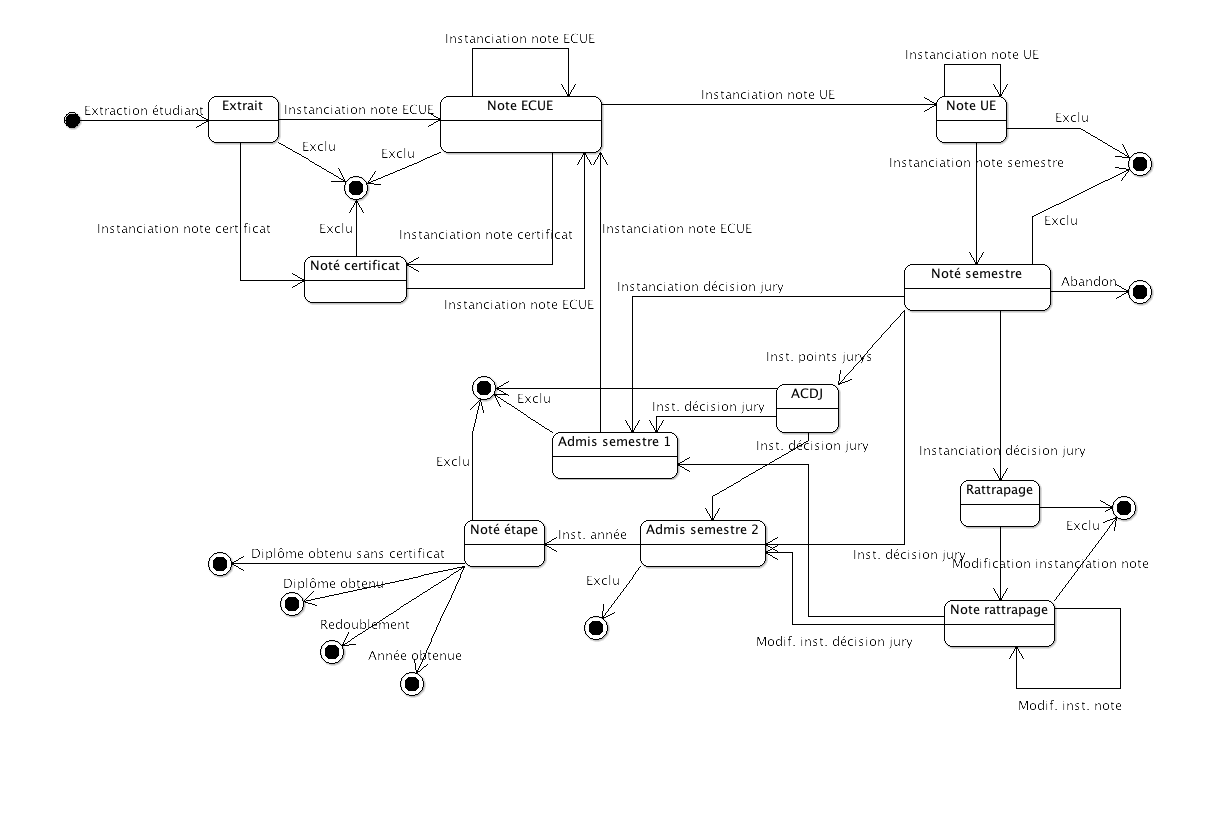 Instanciation note ECUE
Instanciation note UE
Extraction étudiant
Extrait
Instanciation note ECUE
Note ECUE
Instanciation note UE
Note UE
Exclu
Exclu
Exclu
Instanciation note semestre
Instanciation note certificat
Exclu
Instanciation note certificat
Instanciation note ECUE
Exclu
Noté certificat
Noté semestre
Abandon
Instanciation décision jury
Instanciation note ECUE
Inst. points jurys
ACDJ
Exclu
Inst. décision jury
Admis semestre 1
Inst. décision jury
Instanciation décision jury
Exclu
Rattrapage
Exclu
Noté étape
Inst. année
Admis semestre 2
Inst. décision jury
Modification instanciation note
Diplôme obtenu sans certificat
Diplôme obtenu
Exclu
Note rattrapage
Redoublement
Modif. inst. décision jury
Année obtenue
Modif. inst. note